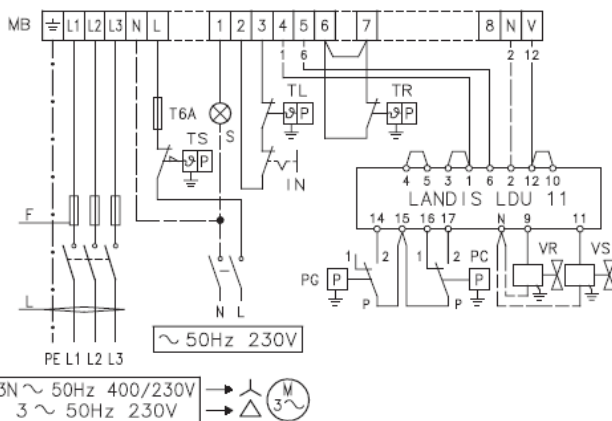 MB L1 L2 L3 N L 1 2 3 4 5 6 7 8 N V
1 6 2 12
T6A S TL TR
TS ϑ P ϑ P ϑ P
IN
4 5 3 1 6 2 12 10
LANDIS LDU 11
F
14 15 16 17 N 9 11
1 2 1 2 PC VR VS
PG P P
P P
L
N L
~ 50Hz 230V
PE L1 L2 L3
3N ~ 50Hz 400/230V
M
3 ~ 50Hz 230V
3~